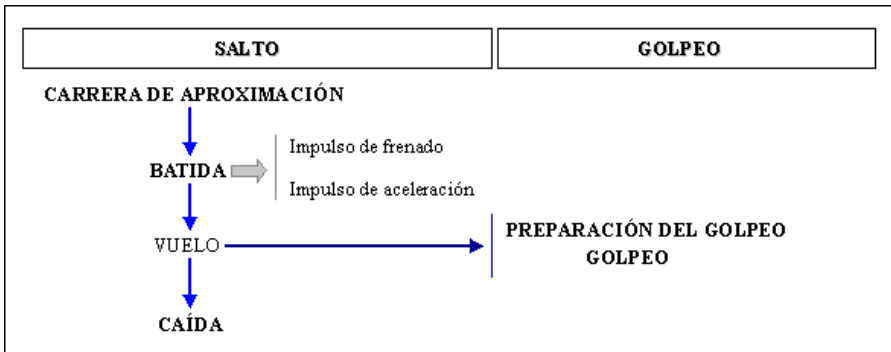 SALTO
GOLPEO
CARRERA DE APROXIMACIÓN
BATIDA
Impulso de frenado
Impulso de aceleración
VUELO
PREPARACIÓN DEL GOLPEO
GOLPEO
CAÍDA